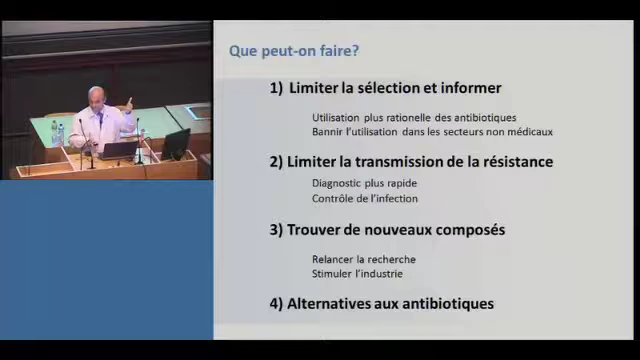 Que peut-on faire?
1) Limiter la sélection et informer
Utilisation plus rationelle des antibiotiques
Bannir l'utilisation dans les secteurs non médicaux
2) Limiter la transmission de la résistance
Diagnostic plus rapide
Contrôle de l'infection
3) Trouver de nouveaux composés
Relancer la recherche
Stimuler l'industrie
4) Alternatives aux antibiotiques